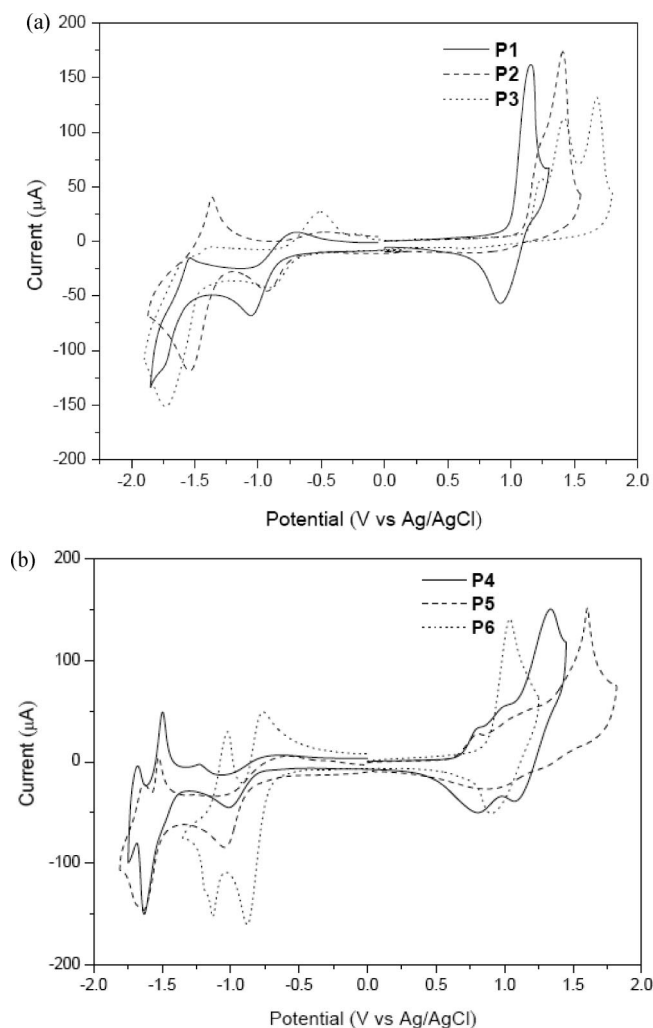 (a)
P1
P2
P3
200
150
100
50
0
-50
-100
-150
-200
Current (μA)
-2.0 -1.5 -1.0 -0.5 0.0 0.5 1.0 1.5 2.0
Potential (V vs Ag/AgCl)
(b)
P4
P5
P6
200
100
0
-100
-200
Current (μA)
-2.0 -1.5 -1.0 -0.5 0.0 0.5 1.0 1.5 2.0
Potential (V vs Ag/AgCl)